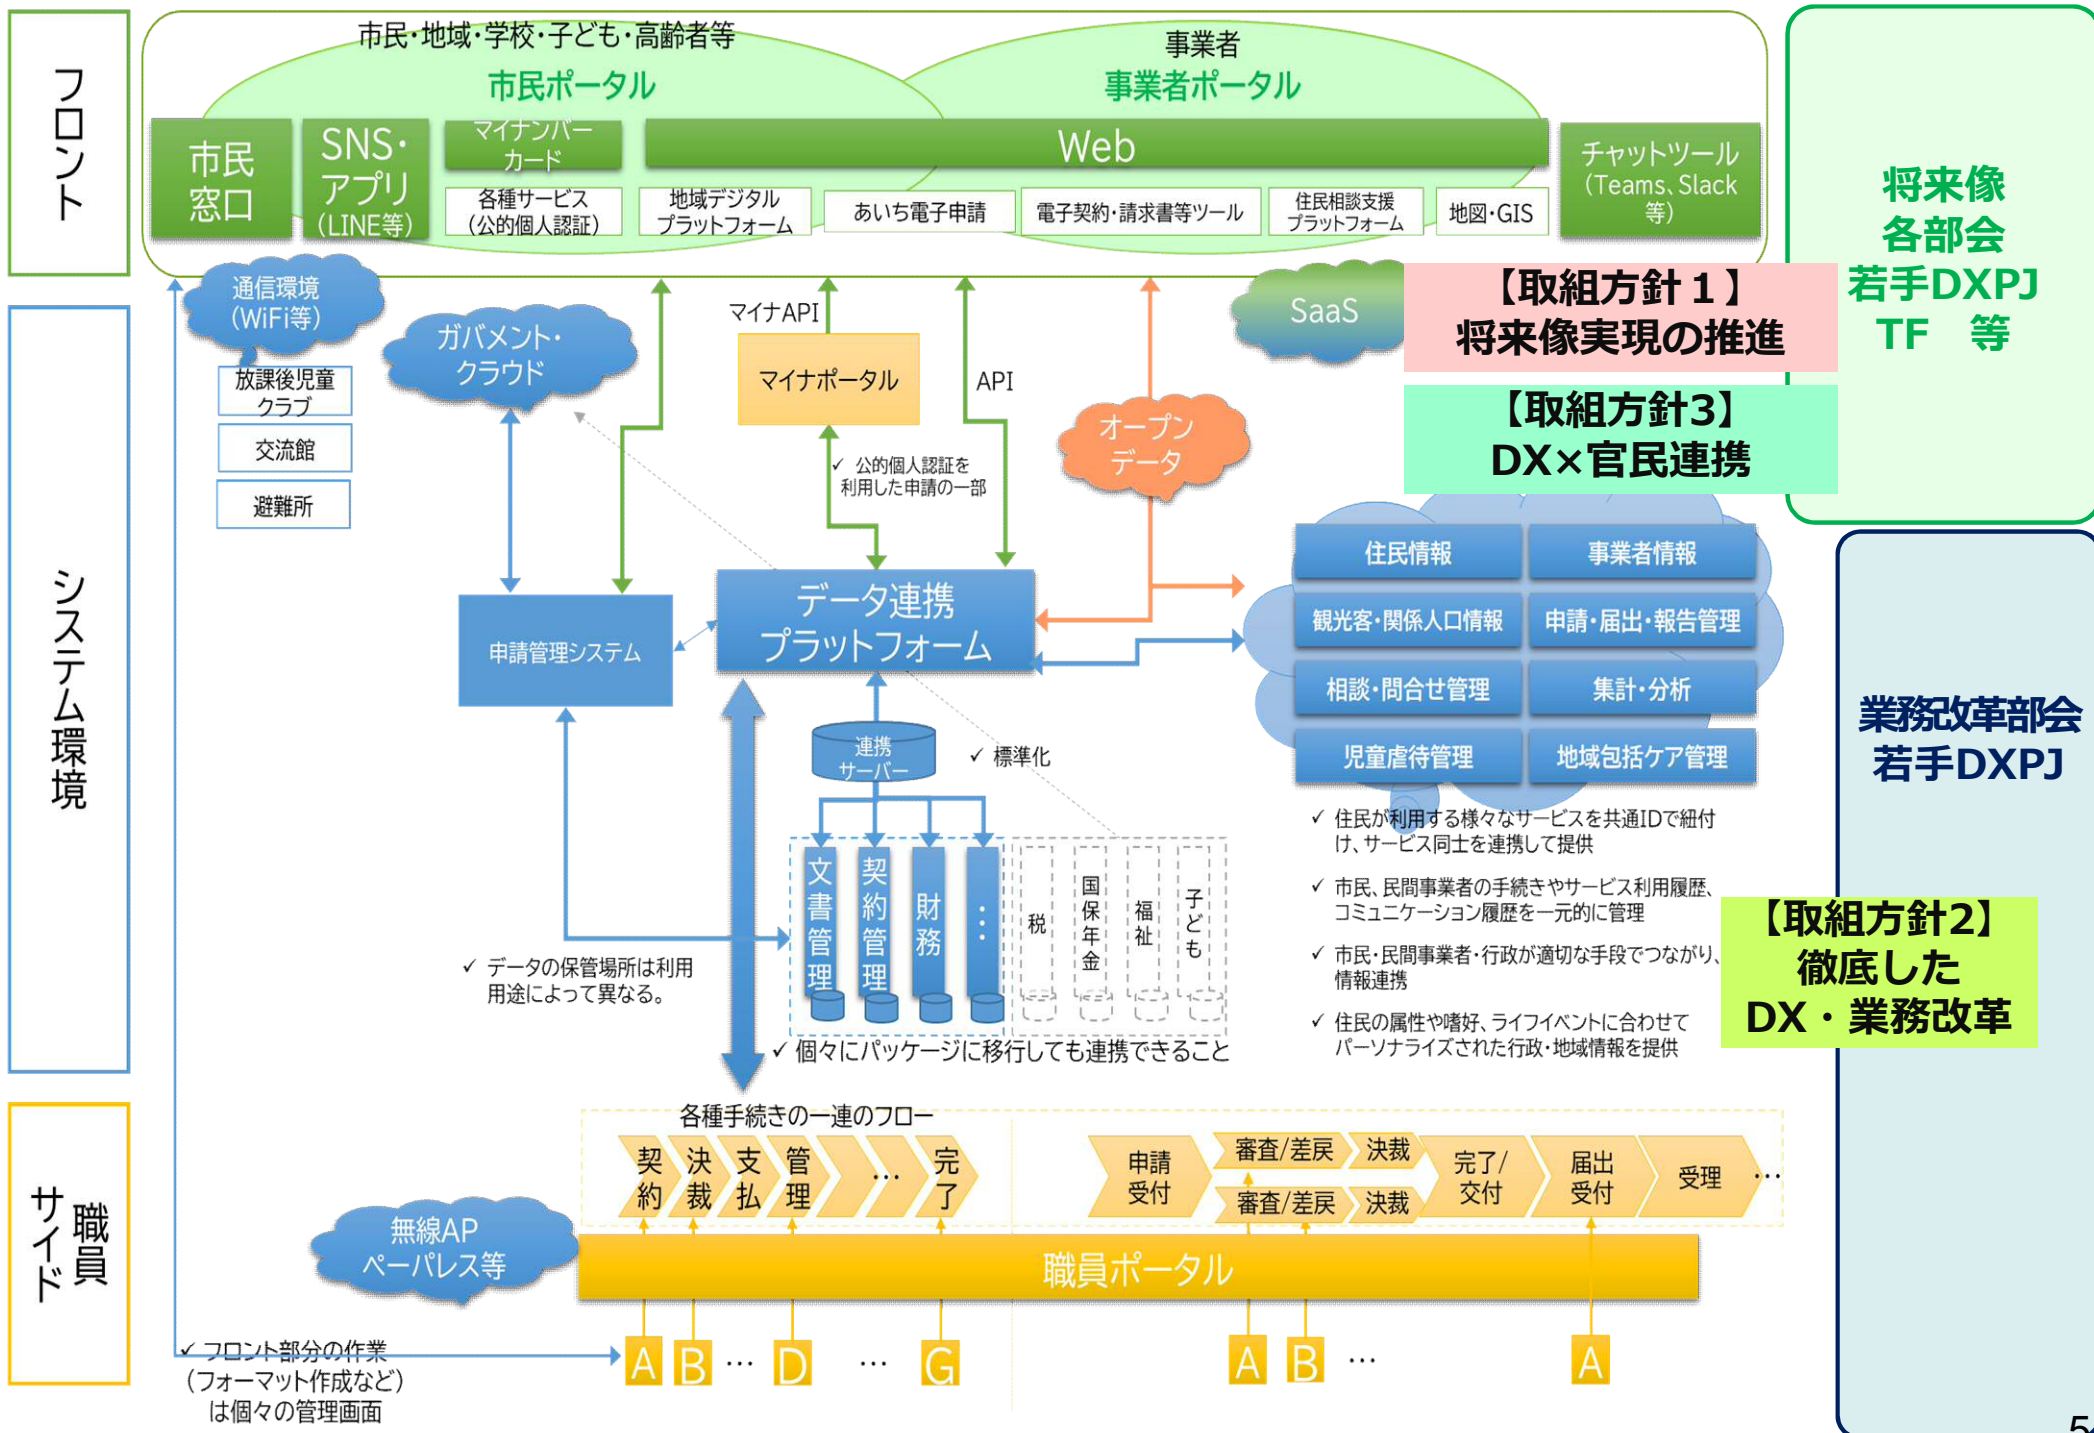 フロント
市民・地域・学校・子ども・高齢者等
市民ポータル
事業者
事業者ポータル
市民
窓口
SNS・
アプリ
(LINE等)
マイナンバー
カード
各種サービス
(公的個人認証)
Web
地域デジタル
プラットフォーム
あいち電子申請
電子契約・請求書等ツール
住民相談支援
プラットフォーム
地図・GIS
チャットツール
(Teams、Slack
等)
将来像
各部会
若手DXPJ
TF 等
システム環境
通信環境
(WiFi等)
放課後児童
クラブ
交流館
避難所
ガバメント・
クラウド
マイナAPI
マイナポータル
API
✓ 公的個人認証を
利用した申請の一部
オープン
データ
SaaS
【取組方針１】
将来像実現の推進
【取組方針3】
DX×官民連携
申請管理システム
データ連携
プラットフォーム
連携
サーバー
✓ 標準化
文書管理
契約管理
財務
⋮
税
国保年金
福祉
子ども
✓ データの保管場所は利用
用途によって異なる。
✓ 個々にパッケージに移行しても連携できること
住民情報
事業者情報
観光客・関係人口情報
申請・届出・報告管理
相談・問合せ管理
集計・分析
児童虐待管理
地域包括ケア管理
✓ 住民が利用する様々なサービスを共通IDで紐付
け、サービス同士を連携して提供
✓ 市民、民間事業者の手続きやサービス利用履歴、
コミュニケーション履歴を一元的に管理
✓ 市民・民間事業者・行政が適切な手段でつながり、
情報連携
✓ 住民の属性や嗜好、ライフイベントに合わせて
パーソナライズされた行政・地域情報を提供
業務改革部会
若手DXPJ
【取組方針2】
徹底した
DX・業務改革
職員
サイド
各種手続きの一連のフロー
契約
決裁
支払
管理
…
完了
申請
受付
審査/差戻
決裁
審査/差戻
決裁
完了/
交付
届出
受付
受理
…
無線AP
ペーパレス等
職員ポータル
A B … D … G
A B … A
✓ フロント部分の作業
(フォーマット作成など)
は個々の管理画面
5